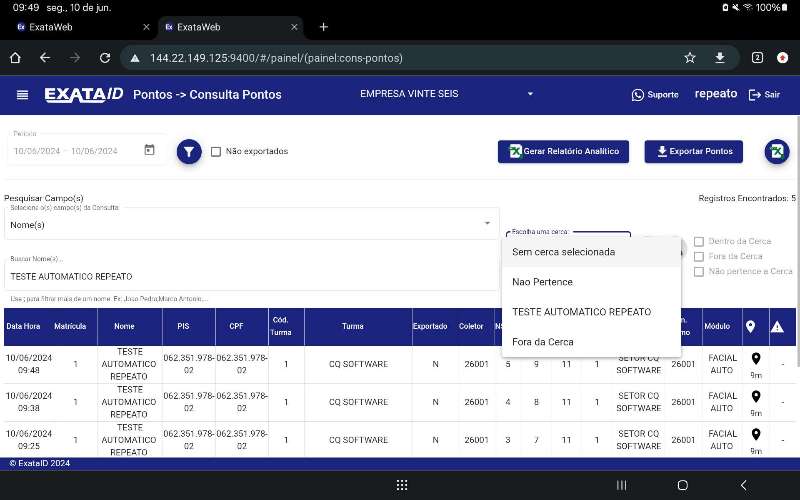 09:49 seg., 10 de jun.
100%
ExataWeb
ExataWeb
144.22.149.125:9400/#/painel/(painel:cons-pontos)
2
EXATAID Pontos -> Consulta Pontos
EMPRESA VINTE SEIS
Suporte
repeato
Sair
Período
10/06/2024 – 10/06/2024
Não exportados
Gerar Relatório Analítico
Exportar Pontos
Pesquisar Campo(s)
Registros Encontrados: 5
Selecione o(s) campo(s) da Consulta
Nome(s)
Escolha uma cerca:
Sem cerca selecionada
Nao Pertence
TESTE AUTOMATICO REPEATO
Fora da Cerca
Dentro da Cerca
Fora da Cerca
Não pertence a Cerca
Buscar Nome(s)...
TESTE AUTOMATICO REPEATO
Use ; para filtrar mais de um nome. Ex: Joao Pedro;Marco Antonio;...
Data Hora Matrícula Nome PIS CPF Cód. Turma Turma Exportado Coletor Módulo
10/06/2024 09:48 1 TESTE AUTOMATICO REPEATO 062.351.978-02 062.351.978-02 1 CQ SOFTWARE N 26001 5 9 11 1 SETOR CQ SOFTWARE 26001 FACIAL AUTO 9m -
10/06/2024 09:38 1 TESTE AUTOMATICO REPEATO 062.351.978-02 062.351.978-02 1 CQ SOFTWARE N 26001 4 8 11 1 SETOR CQ SOFTWARE 26001 FACIAL AUTO 9m -
10/06/2024 09:25 1 TESTE AUTOMATICO REPEATO 062.351.978-02 062.351.978-02 1 CQ SOFTWARE N 26001 3 7 11 1 SETOR CQ SOFTWARE 26001 FACIAL AUTO 9m -
© ExataID 2024